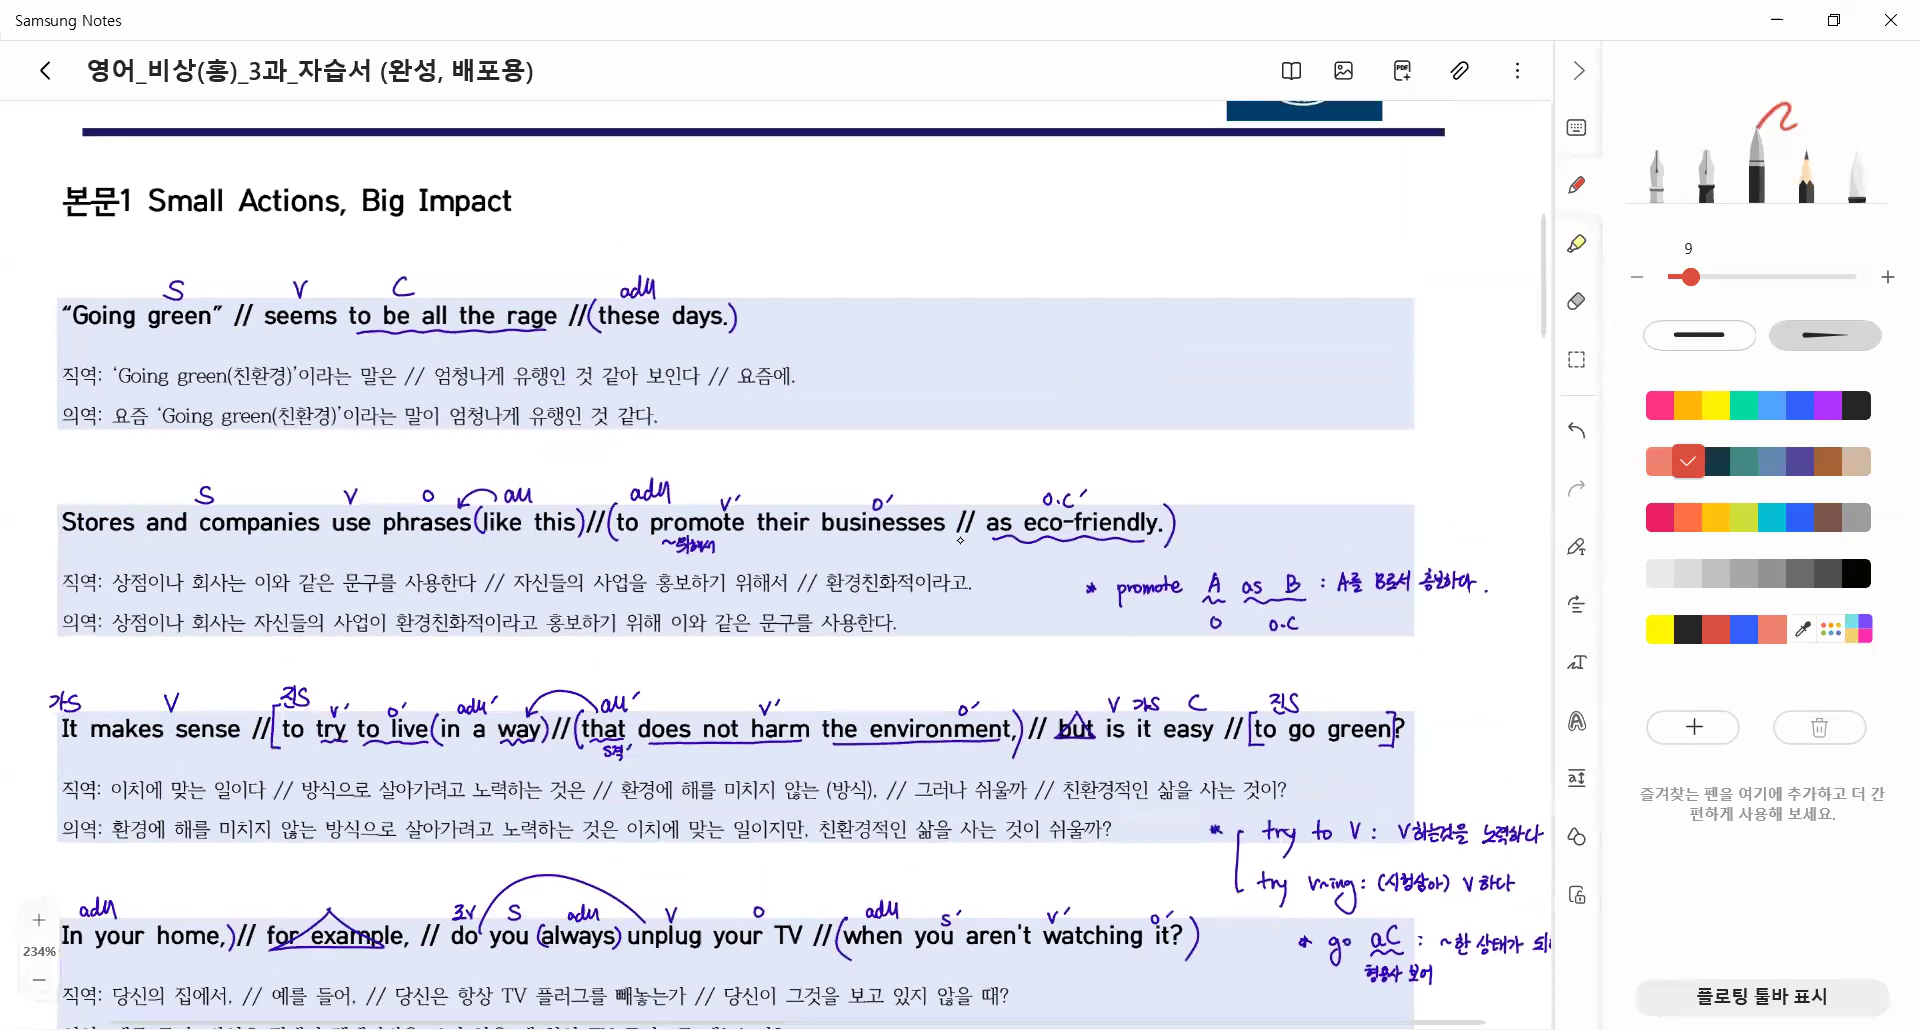 Samsung Notes
영어_비상(홍)_3과_자습서 (완성, 배포용)
본문1 Small Actions, Big Impact
S V C adv
“Going green” // seems to be all the rage //(these days.)
직역: ‘Going green(친환경)’이라는 말은 // 엄청나게 유행인 것 같아 보인다 // 요즘에.
의역: 요즘 ‘Going green(친환경)’이라는 말이 엄청나게 유행인 것 같다.
S V O adv V′ O′ O.C′
Stores and companies use phrases(like this)//(to promote their businesses // as eco-friendly.)
~위해서
직역: 상점이나 회사는 이와 같은 문구를 사용한다 // 자신들의 사업을 홍보하기 위해서 // 환경친화적이라고.
* promote A as B : A를 B로서 홍보하다.
O O.C
의역: 상점이나 회사는 자신들의 사업이 환경친화적이라고 홍보하기 위해 이와 같은 문구를 사용한다.
가S V 진S V′ O′ adv′ V′ O′ V 가S C 진S
It makes sense //[to try to live(in a way)//(that does not harm the environment,)// but is it easy //[to go green]?
S격′
직역: 이치에 맞는 일이다 // 방식으로 살아가려고 노력하는 것은 // 환경에 해를 미치지 않는 (방식), // 그러나 쉬울까 // 친환경적인 삶을 사는 것이?
의역: 환경에 해를 미치지 않는 방식으로 살아가려고 노력하는 것은 이치에 맞는 일이지만, 친환경적인 삶을 사는 것이 쉬울까?
* try to V : V하는것을 노력하다
try Ving : (시험삼아) V하다
adv 조V S adv V O adv S′ V′ O′
In your home,)// for example, // do you (always) unplug your TV //(when you aren't watching it?)
* go aC : ~한 상태가 되
형용사 보어
직역: 당신의 집에서, // 예를 들어, // 당신은 항상 TV 플러그를 빼놓는가 // 당신이 그것을 보고 있지 않을 때?
234%
9
즐겨찾는 펜을 여기에 추가하고 더 간
편하게 사용해 보세요.
플로팅 툴바 표시